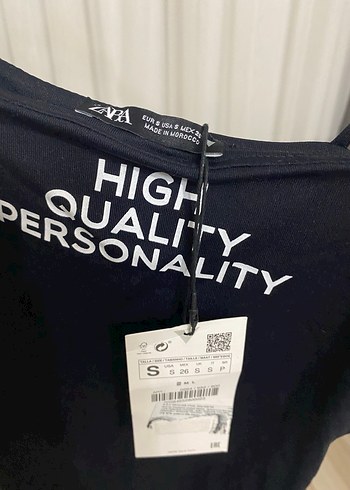 ZARA
EUR S USA S MEX 26
MADE IN MOROCCO
HIGH
QUALITY
PERSONALITY
S
S 26 S S P